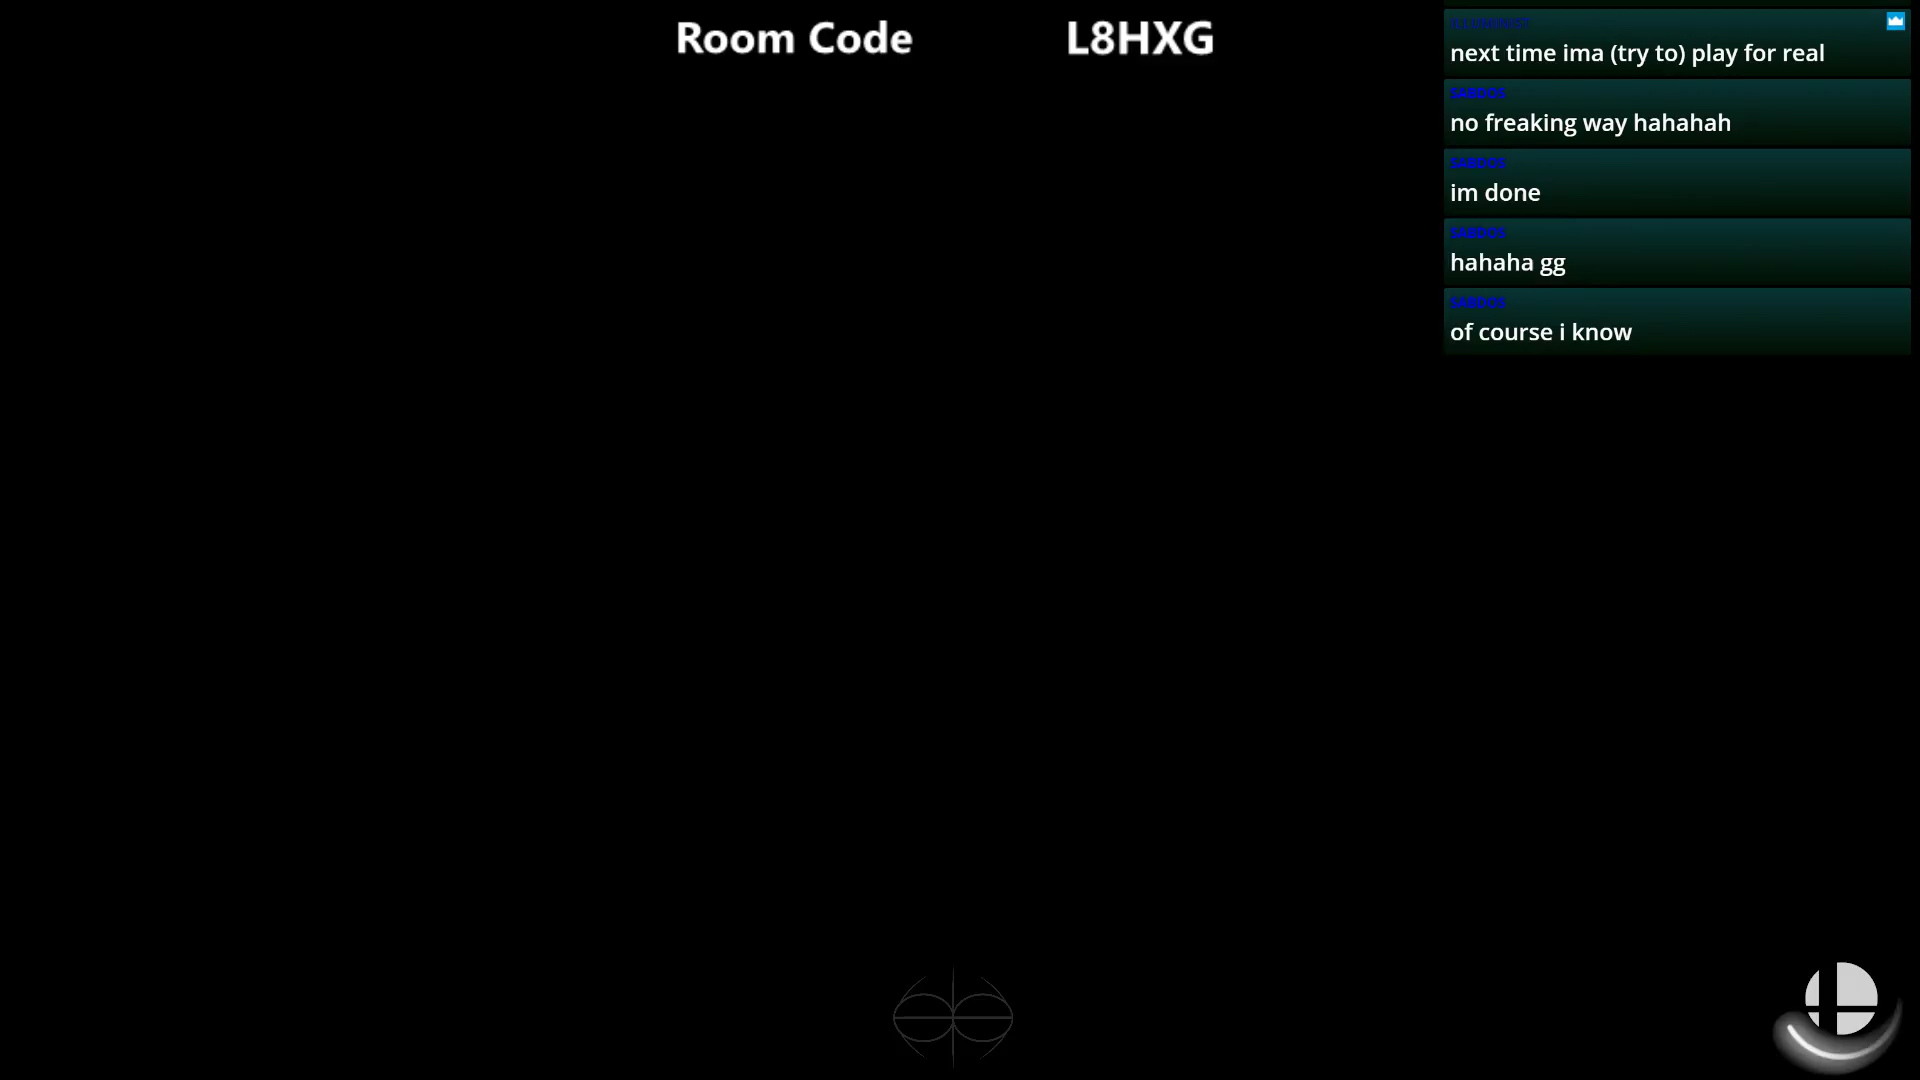 Room Code L8HXG
next time ima (try to) play for real
SABDOS
no freaking way hahahah
SABDOS
im done
SABDOS
hahaha gg
SABDOS
of course i know